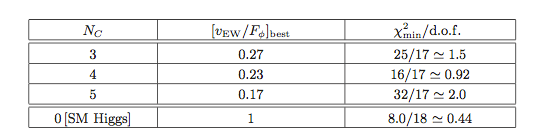 N_C [v_EW/F_ϕ]_best χ²_min/d.o.f.
3 0.27 25/17 ≃ 1.5
4 0.23 16/17 ≃ 0.92
5 0.17 32/17 ≃ 2.0
0 [SM Higgs] 1 8.0/18 ≃ 0.44